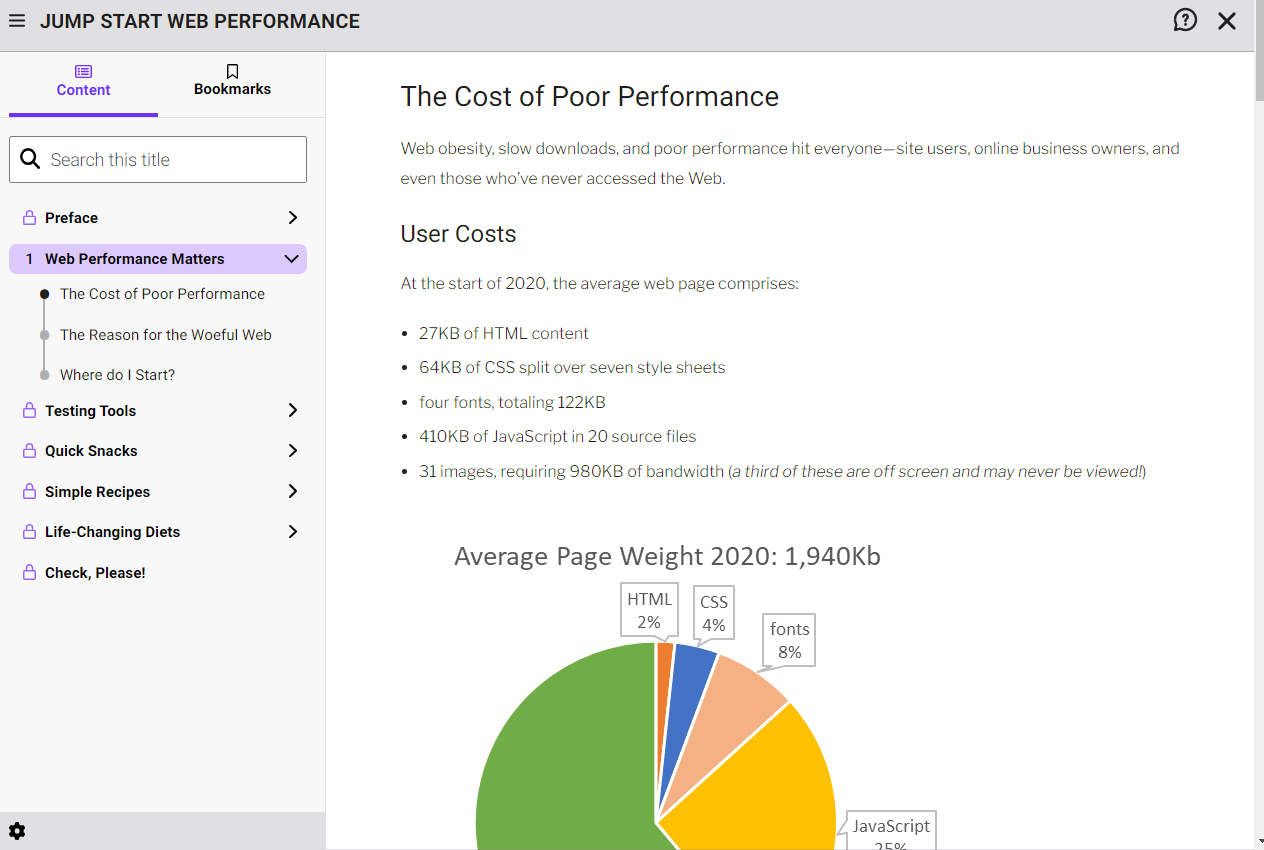 JUMP START WEB PERFORMANCE
Content
Bookmarks
Search this title
Preface
1 Web Performance Matters
The Cost of Poor Performance
The Reason for the Woeful Web
Where do I Start?
Testing Tools
Quick Snacks
Simple Recipes
Life-Changing Diets
Check, Please!
The Cost of Poor Performance
Web obesity, slow downloads, and poor performance hit everyone—site users, online business owners, and
even those who’ve never accessed the Web.
User Costs
At the start of 2020, the average web page comprises:
• 27KB of HTML content
• 64KB of CSS split over seven style sheets
• four fonts, totaling 122KB
• 410KB of JavaScript in 20 source files
• 31 images, requiring 980KB of bandwidth (a third of these are off screen and may never be viewed!)
Average Page Weight 2020: 1,940Kb
HTML
2%
CSS
4%
fonts
8%
JavaScript
25%